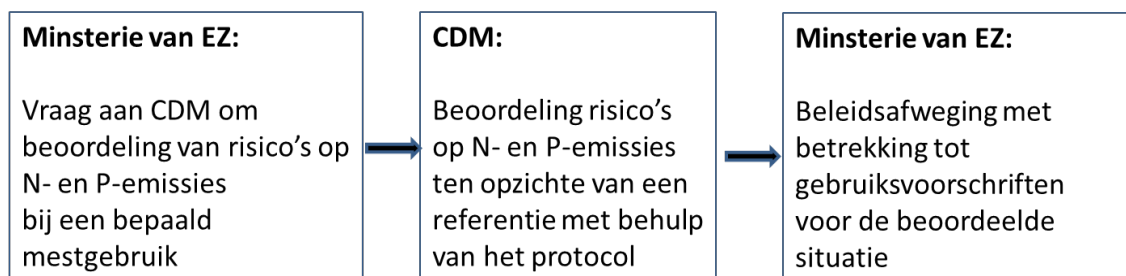 Minsterie van EZ:
Vraag aan CDM om
beoordeling van risico's op
N- en P-emissies
bij een bepaald
mestgebruik
CDM:
Beoordeling risico's
op N- en P-emissies
ten opzichte van een
referentie met behulp
van het protocol
Minsterie van EZ:
Beleidsafweging met
betrekking tot
gebruiksvoorschriften
voor de beoordeelde
situatie